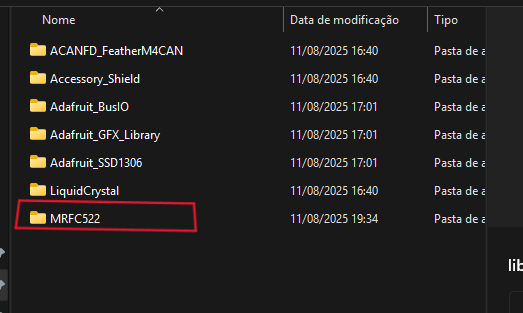 Nome Data de modificação Tipo
ACANFD_FeatherM4CAN 11/08/2025 16:40 Pasta de a
Accessory_Shield 11/08/2025 16:40 Pasta de a
Adafruit_BusIO 11/08/2025 17:01 Pasta de a
Adafruit_GFX_Library 11/08/2025 17:01 Pasta de a
Adafruit_SSD1306 11/08/2025 17:01 Pasta de a
LiquidCrystal 11/08/2025 16:40 Pasta de a
MRFC522 11/08/2025 19:34 Pasta de a
lib